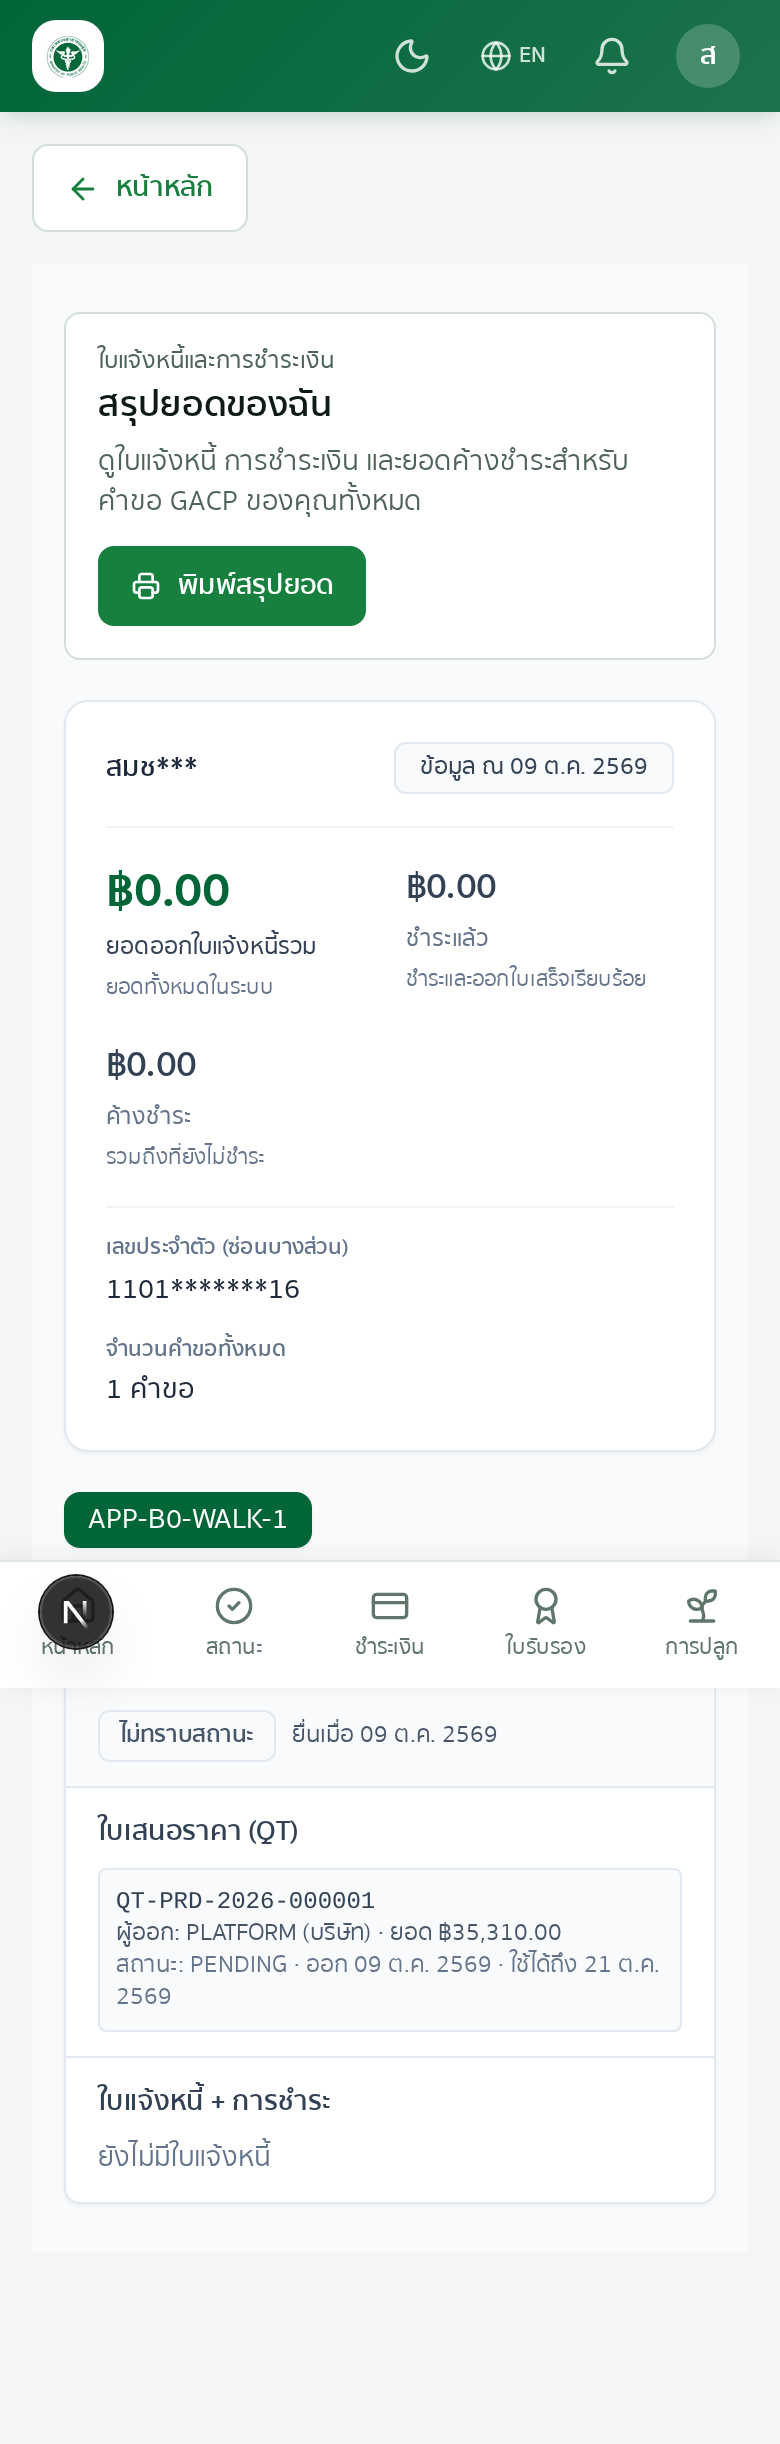 EN
ส
หน้าหลัก
ใบแจ้งหนี้และการชำระเงิน
สรุปยอดของฉัน
ดูใบแจ้งหนี้ การชำระเงิน และยอดค้างชำระสำหรับ
คำขอ GACP ของคุณทั้งหมด
พิมพ์สรุปยอด
สมช***
ข้อมูล ณ 09 ต.ค. 2569
฿0.00
ยอดออกใบแจ้งหนี้รวม
ยอดทั้งหมดในระบบ
฿0.00
ชำระแล้ว
ชำระและออกใบเสร็จเรียบร้อย
฿0.00
ค้างชำระ
รวมถึงที่ยังไม่ชำระ
เลขประจำตัว (ซ่อนบางส่วน)
1101*******16
จำนวนคำขอทั้งหมด
1 คำขอ
APP-B0-WALK-1
N
หน้าหลัก
สถานะ
ชำระเงิน
ใบรับรอง
การปลูก
ไม่ทราบสถานะ
ยื่นเมื่อ 09 ต.ค. 2569
ใบเสนอราคา (QT)
QT-PRD-2026-000001
ผู้ออก: PLATFORM (บริษัท) · ยอด ฿35,310.00
สถานะ: PENDING · ออก 09 ต.ค. 2569 · ใช้ได้ถึง 21 ต.ค.
2569
ใบแจ้งหนี้ + การชำระ
ยังไม่มีใบแจ้งหนี้